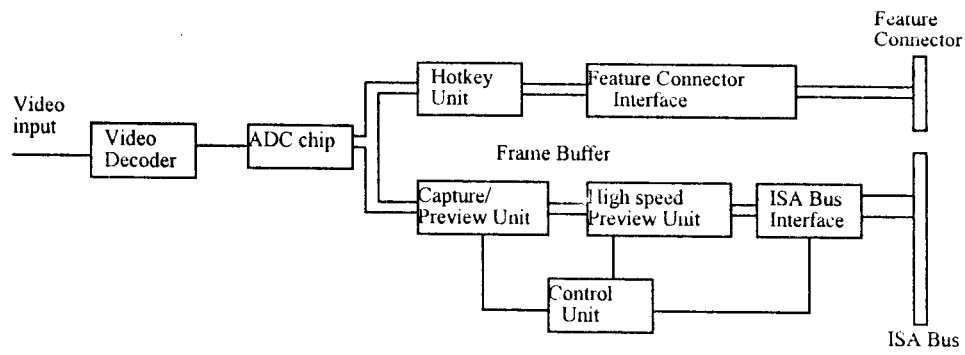 Feature
Connector
Hotkey
Unit
Feature Connector
Interface
Video
input
Video
Decoder
ADC chip
Frame Buffer
Capture/
Preview Unit
High speed
Preview Unit
ISA Bus
Interface
Control
Unit
ISA Bus